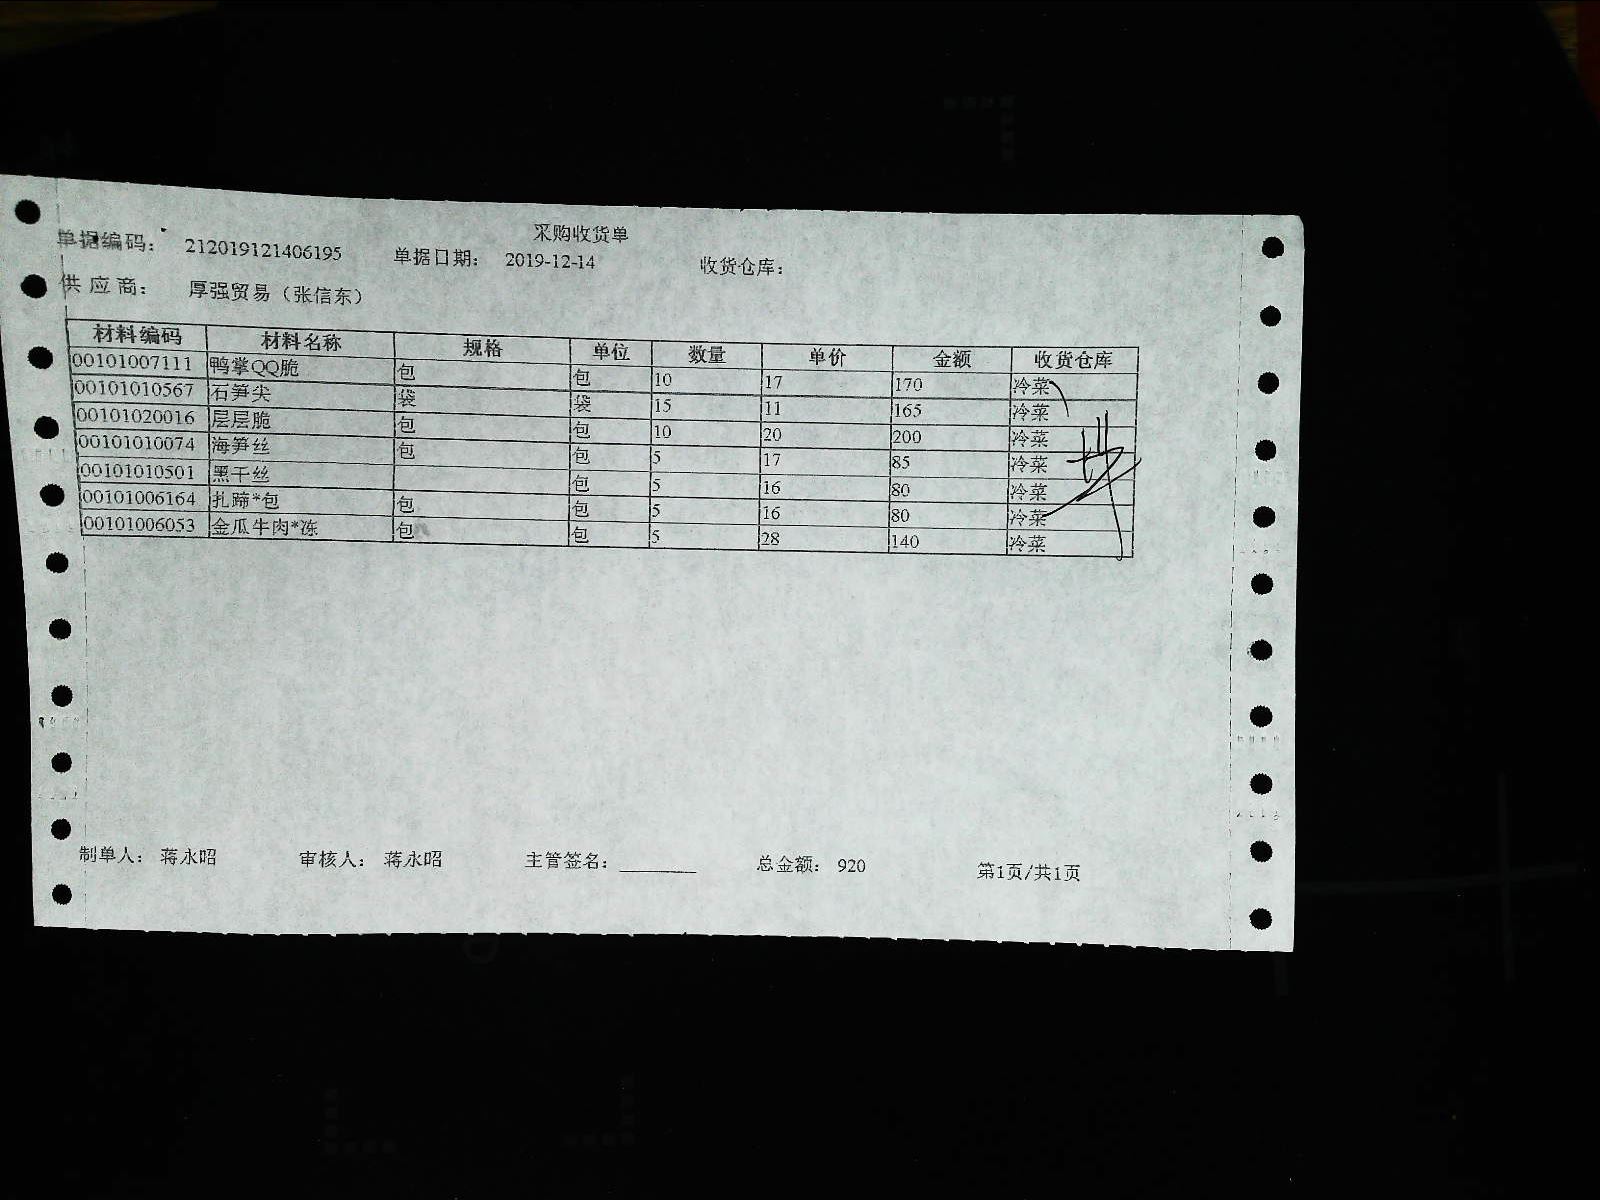 采购收货单
单据编码： 212019121406195 单据日期： 2019-12-14 收货仓库：
供 应 商： 厚强贸易（张信东）
材料编码 材料名称 规格 单位 数量 单价 金额 收货仓库
00101007111 鸭掌QQ脆 包 包 10 17 170 冷菜
00101010567 石笋尖 袋 袋 15 11 165 冷菜
00101020016 层层脆 包 包 10 20 200 冷菜
00101010074 海笋丝 包 包 5 17 85 冷菜
00101010501 黑干丝 包 5 16 80 冷菜
00101006164 扎蹄*包 包 包 5 16 80 冷菜
00101006053 金瓜牛肉*冻 包 包 5 28 140 冷菜
制单人： 蒋永昭 审核人： 蒋永昭 主管签名： 总金额： 920 第1页/共1页